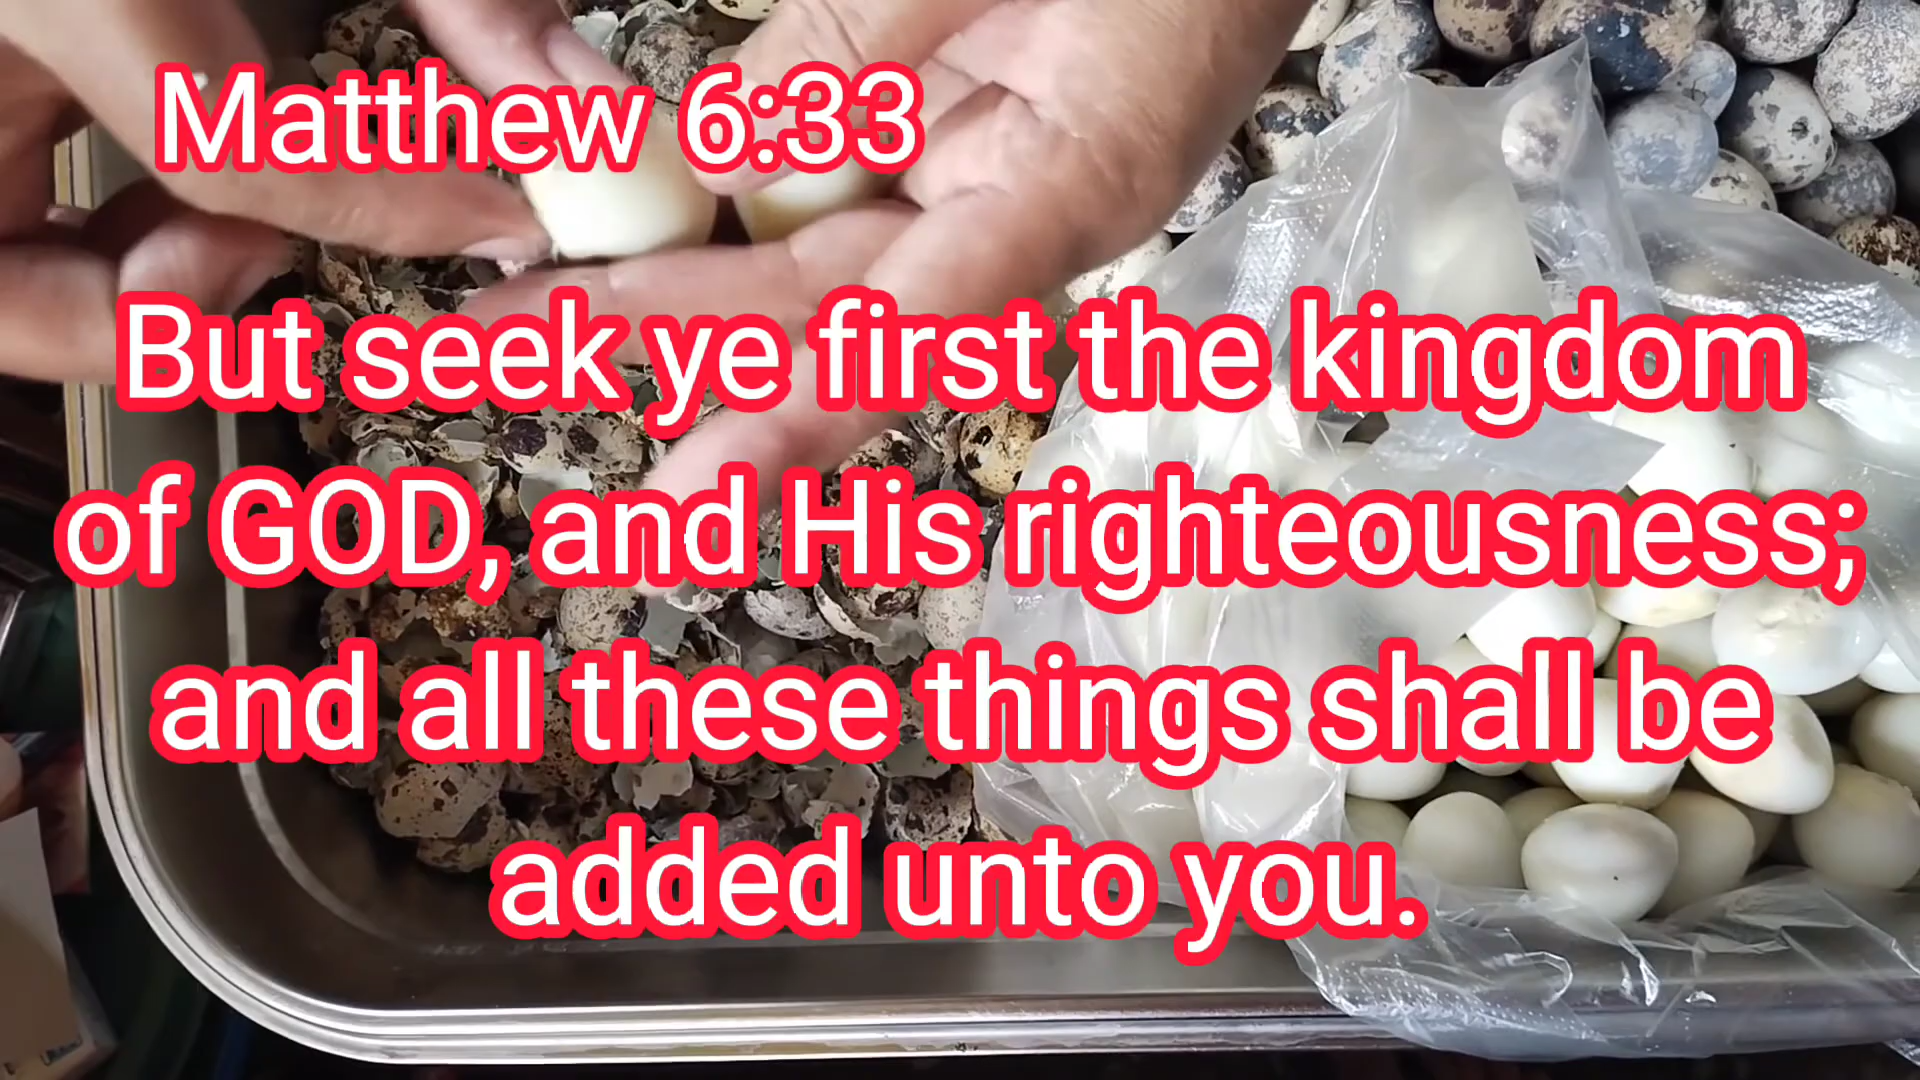 Matthew 6:33
But seek ye first the kingdom
of GOD, and His righteousness;
and all these things shall be
added unto you.